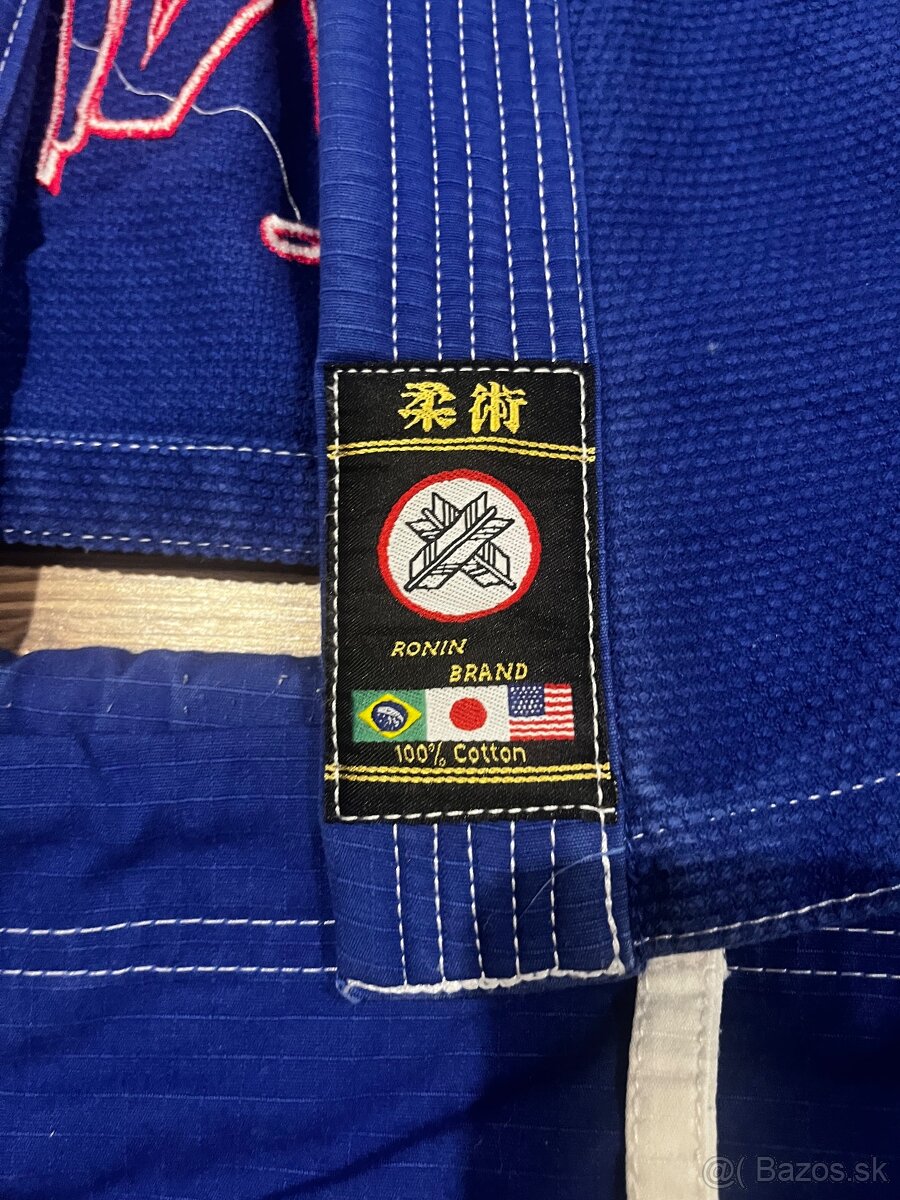 柔術
RONIN
BRAND
100% Cotton
@( Bazos.sk